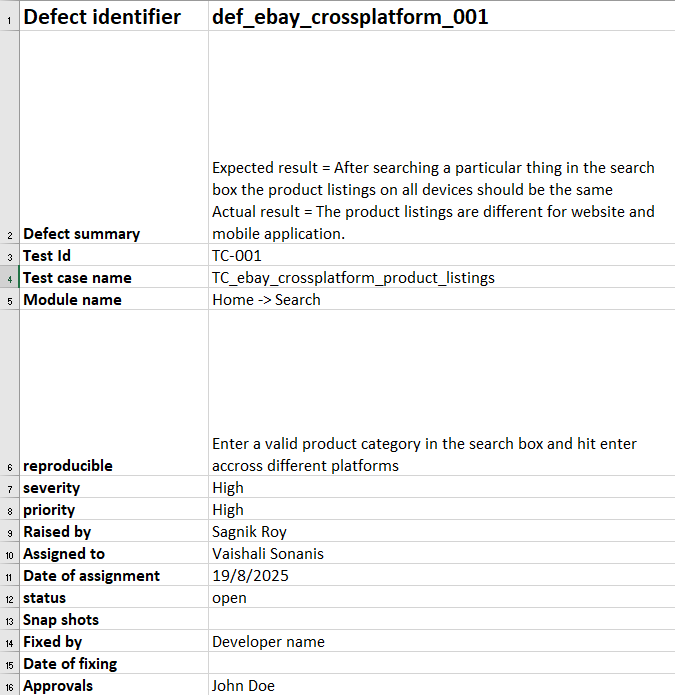 1 Defect identifier def_ebay_crossplatform_001
Expected result = After searching a particular thing in the search
box the product listings on all devices should be the same
Actual result = The product listings are different for website and
2 Defect summary mobile application.
3 Test Id TC-001
4 Test case name TC_ebay_crossplatform_product_listings
5 Module name Home -> Search
Enter a valid product category in the search box and hit enter
6 reproducible accross different platforms
7 severity High
8 priority High
9 Raised by Sagnik Roy
10 Assigned to Vaishali Sonanis
11 Date of assignment 19/8/2025
12 status open
13 Snap shots
14 Fixed by Developer name
15 Date of fixing
16 Approvals John Doe